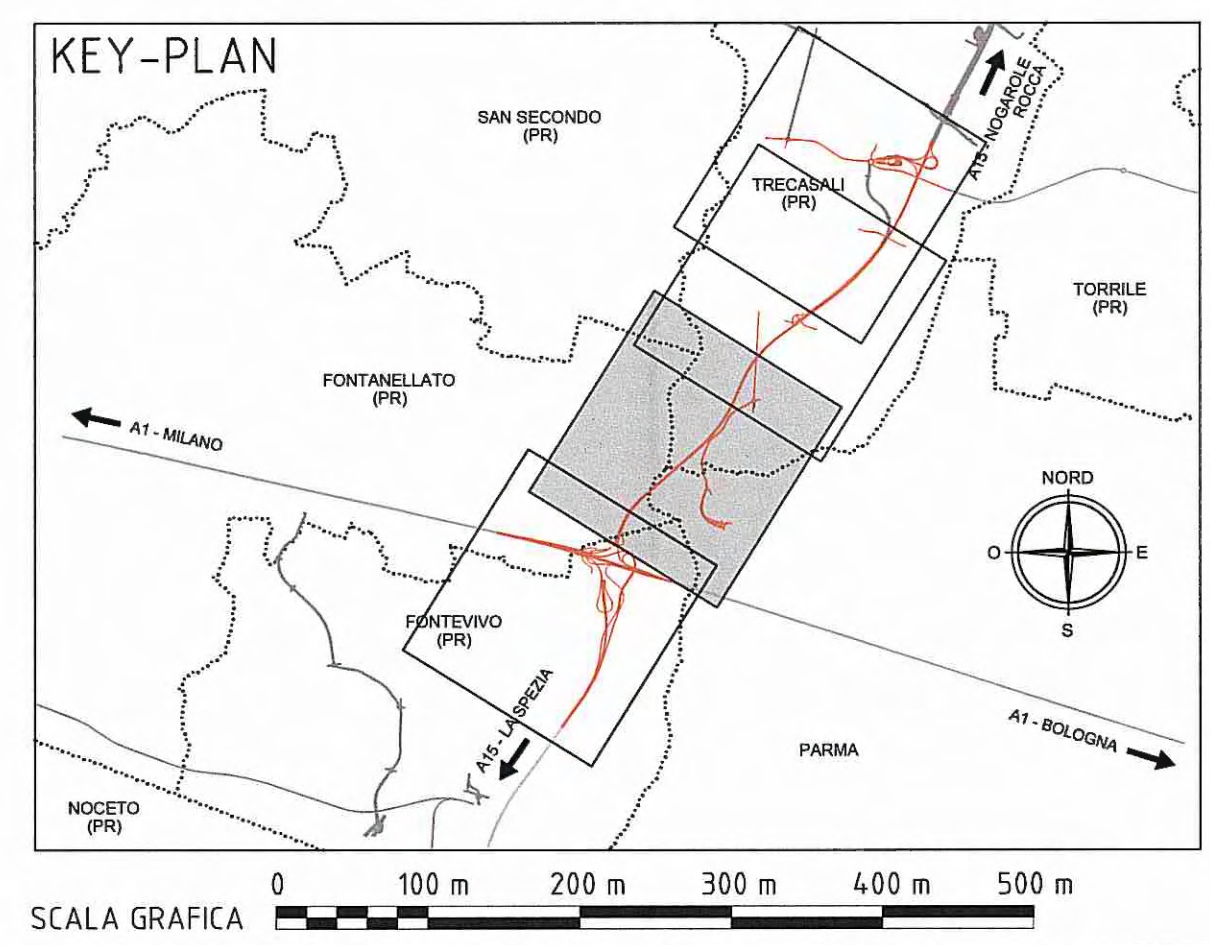 KEY-PLAN
SAN SECONDO
(PR)
A15 - NOGAROLE
ROCCA
TRECASALI
(PR)
TORRILE
(PR)
FONTANELLATO
(PR)
A1 - MILANO
NORD
O
E
S
FONTEVIVO
(PR)
A15 - LA SPEZIA
A1 - BOLOGNA
PARMA
NOCETO
(PR)
0 100 m 200 m 300 m 400 m 500 m
SCALA GRAFICA